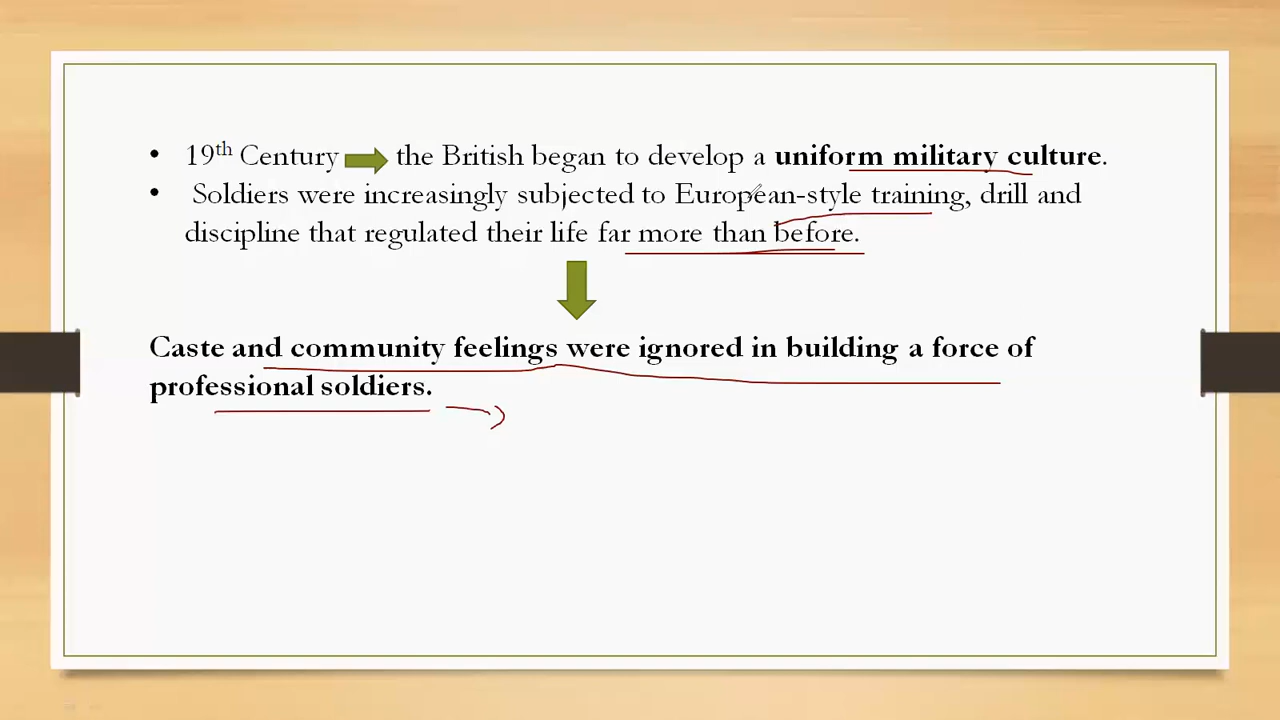 • 19th Century the British began to develop a uniform military culture.
• Soldiers were increasingly subjected to European-style training, drill and
discipline that regulated their life far more than before.
Caste and community feelings were ignored in building a force of
professional soldiers.